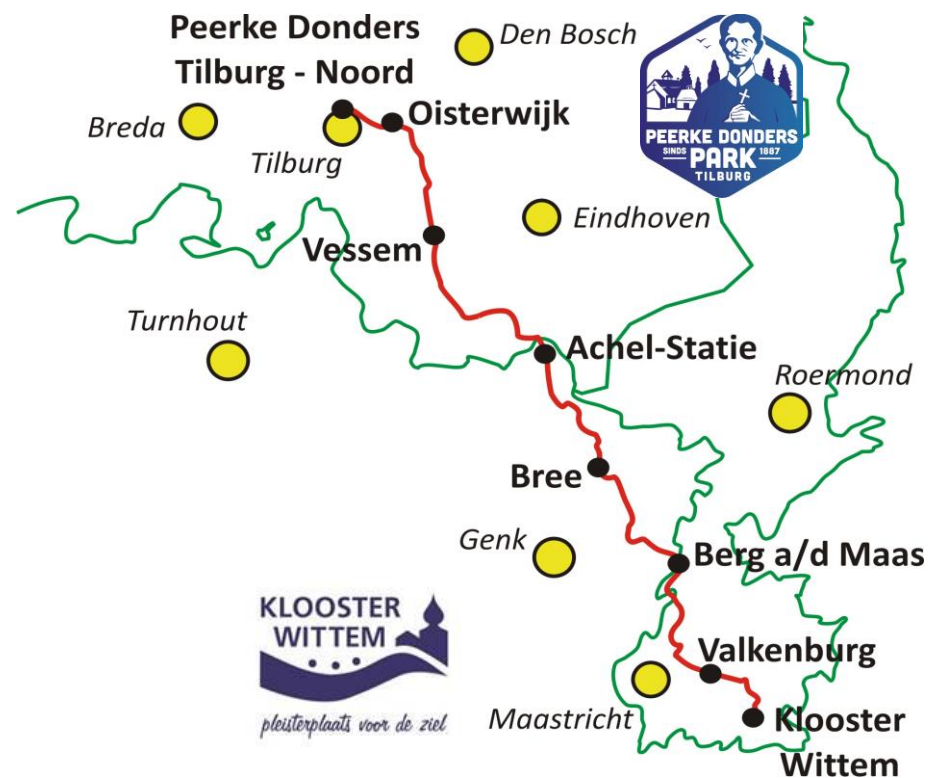 Peerke Donders
Tilburg - Noord
Den Bosch
Breda
Oisterwijk
Tilburg
PEERKE DONDERS
SINDS PARK 1887
TILBURG
Vessem
Eindhoven
Turnhout
Achel-Statie
Roermond
Bree
Genk
Berg a/d Maas
KLOOSTER
WITTEM
pleisterplaats voor de ziel
Valkenburg
Maastricht
Klooster
Wittem